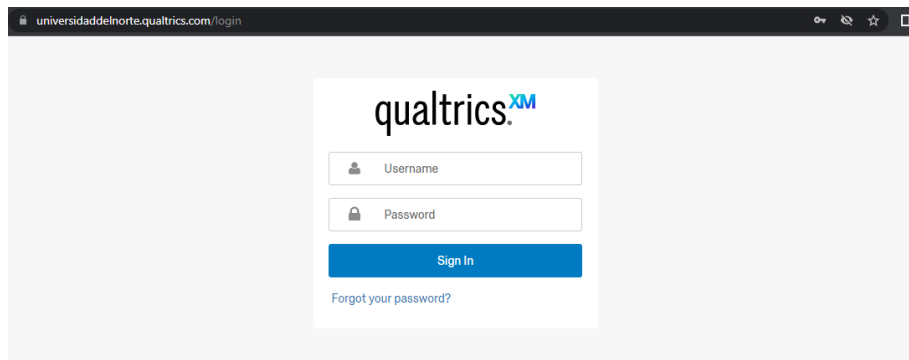 universidaddelnorte.qualtrics.com/login
qualtrics.XM
Username
Password
Sign In
Forgot your password?